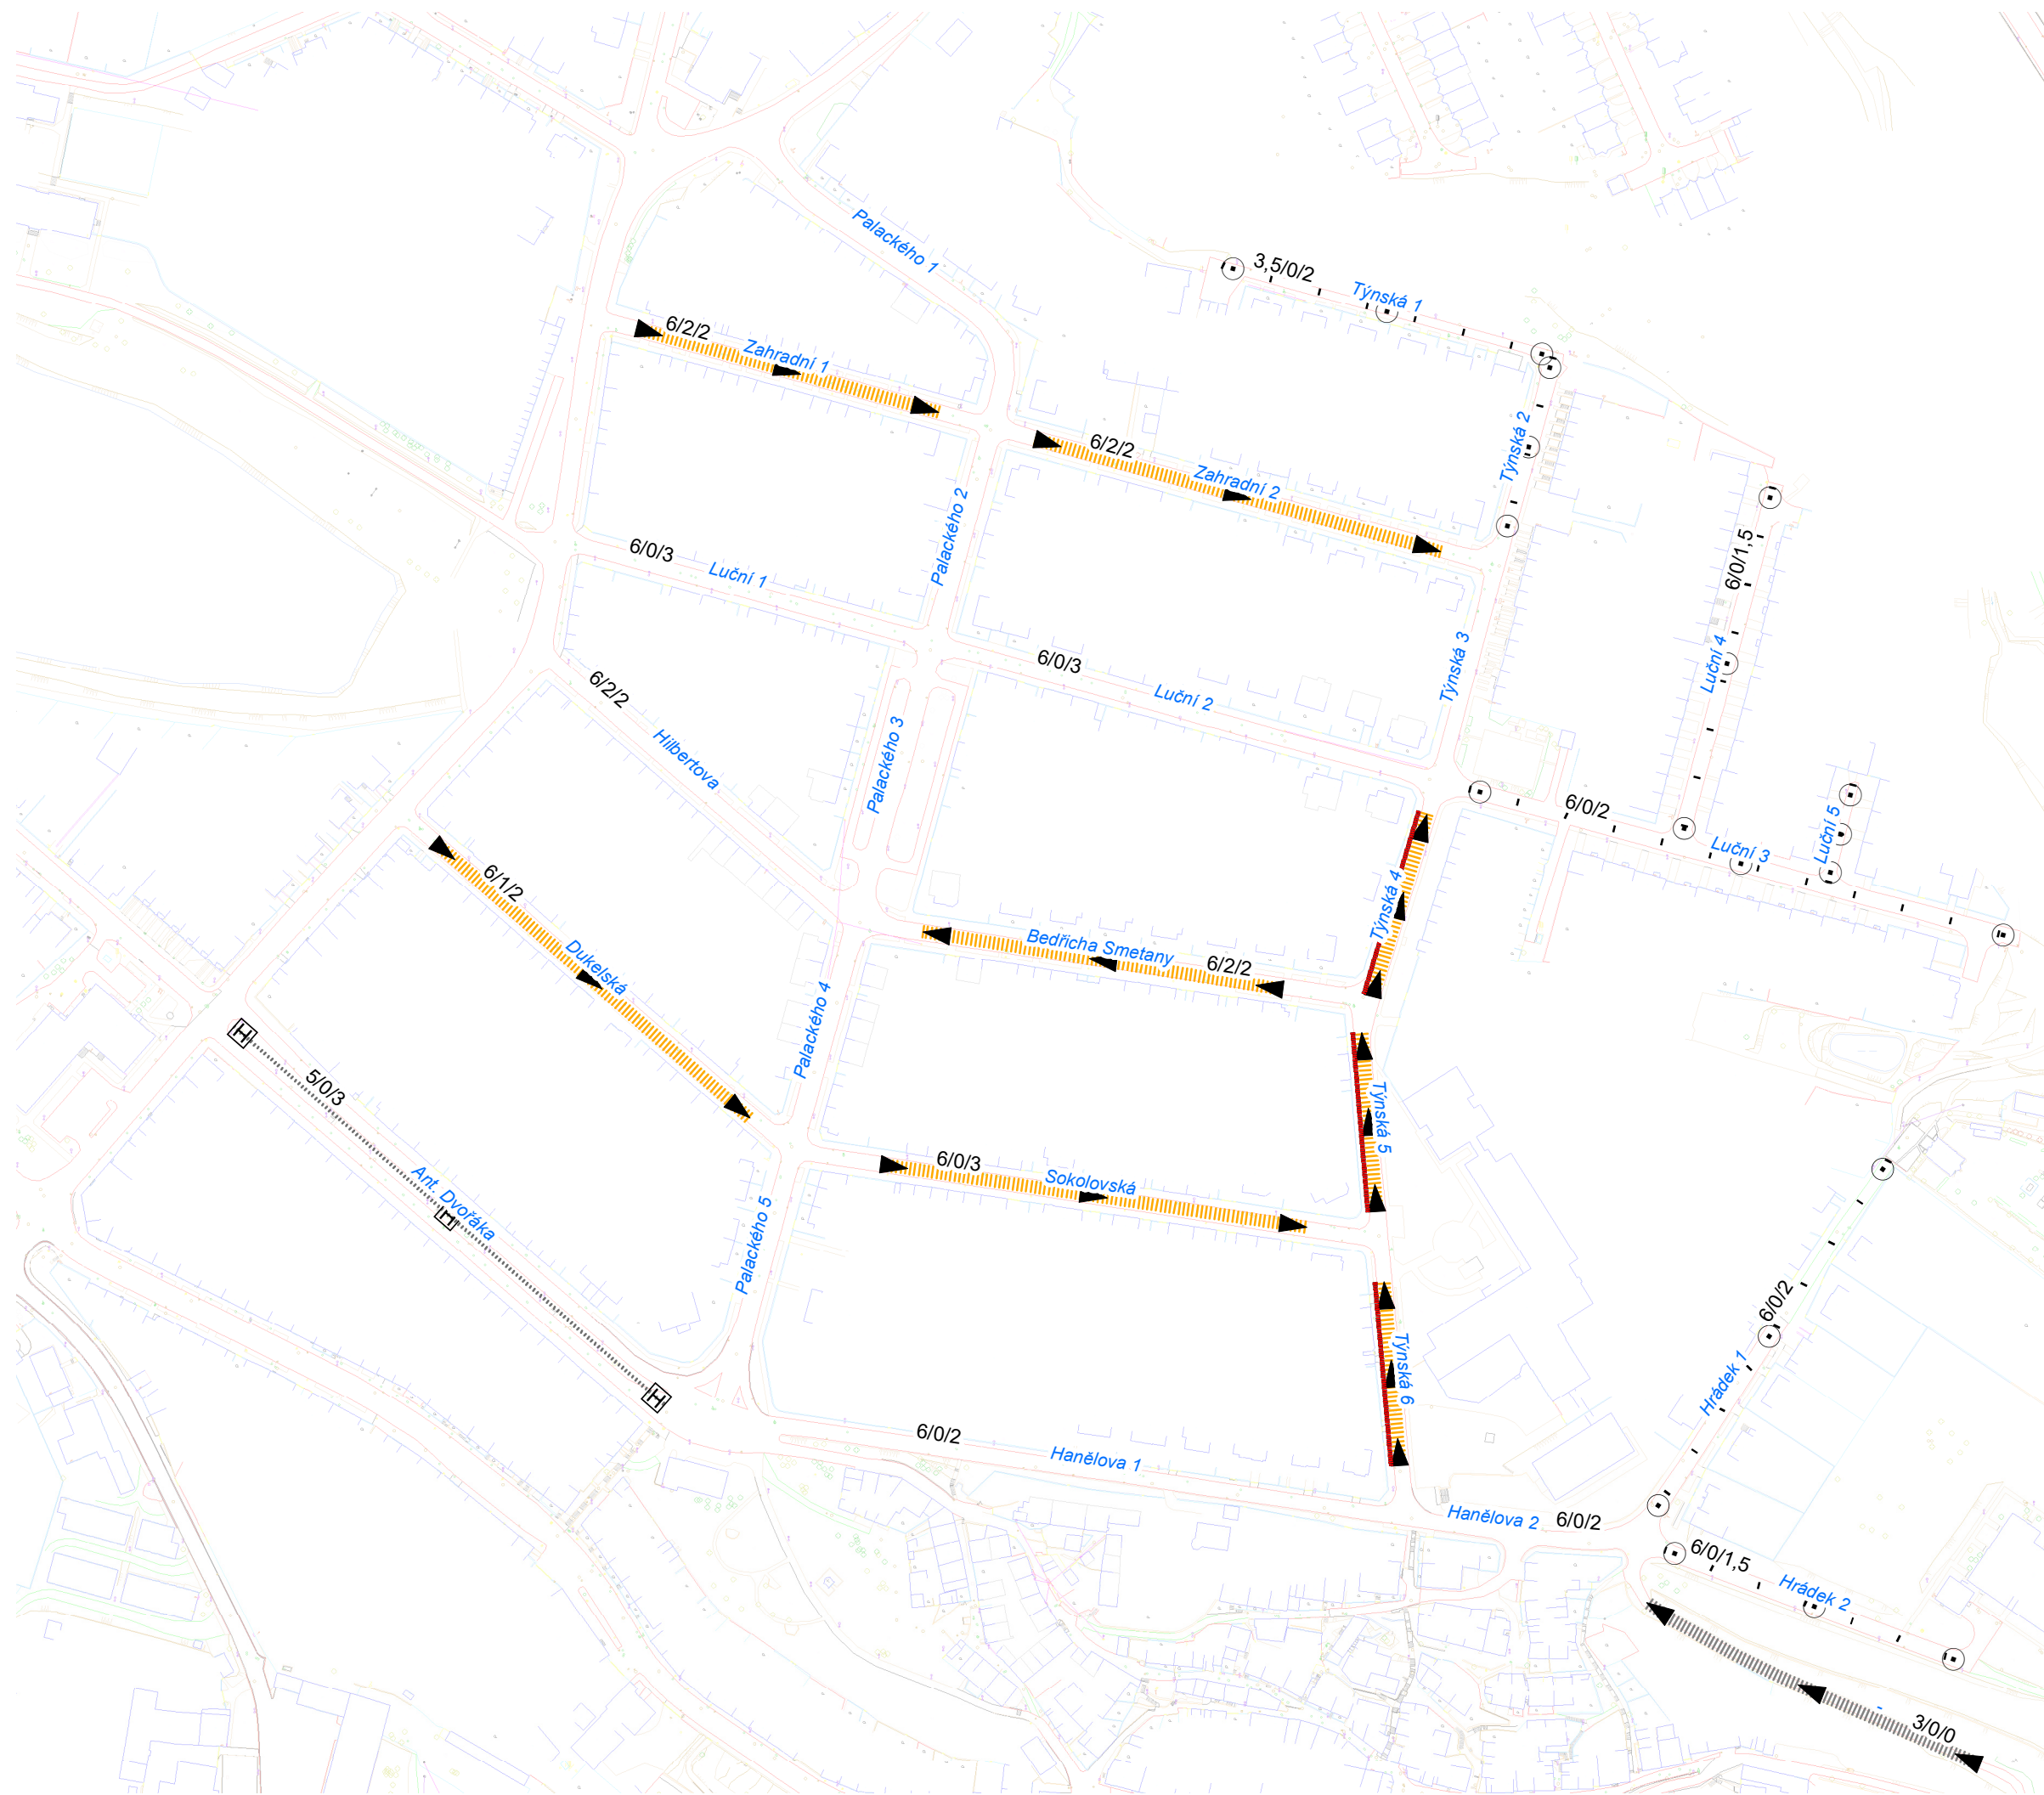 Palackého 1
3,5/0/2
Týnská 1
6/2/2
Zahradní 1
Týnská 2
6/2/2
Zahradní 2
Palackého 2
6/0/1,5
6/0/3
Luční 1
Týnská 3
Luční 4
6/0/3
Luční 2
6/2/2
Hilbertova
Palackého 3
6/0/2
Luční 3
Luční 5
6/1/2
Dukelská
Týnská 4
Bedřicha Smetany
6/2/2
Palackého 4
5/0/3
Ant. Dvořáka
Týnská 5
6/0/3
Sokolovská
Palackého 5
6/0/2
Hrádek 1
Týnská 6
6/0/2
Hanělova 1
Hanělova 2
6/0/2
6/0/1,5
Hrádek 2
-
3/0/0
H
H